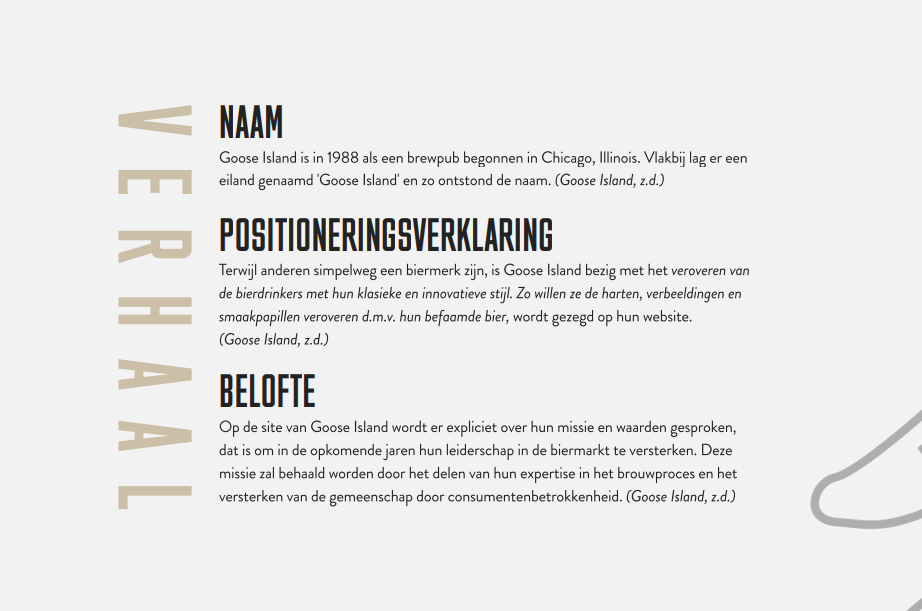 VERHAAL
NAAM
Goose Island is in 1988 als een brewpub begonnen in Chicago, Illinois. Vlakbij lag er een
eiland genaamd 'Goose Island' en zo ontstond de naam. (Goose Island, z.d.)
POSITIONERINGSVERKLARING
Terwijl anderen simpelweg een biermerk zijn, is Goose Island bezig met het veroveren van
de bierdrinkers met hun klasieke en innovatieve stijl. Zo willen ze de harten, verbeeldingen en
smaakpapillen veroveren d.m.v. hun befaamde bier, wordt gezegd op hun website.
(Goose Island, z.d.)
BELOFTE
Op de site van Goose Island wordt er expliciet over hun missie en waarden gesproken,
dat is om in de opkomende jaren hun leiderschap in de biermarkt te versterken. Deze
missie zal behaald worden door het delen van hun expertise in het brouwproces en het
versterken van de gemeenschap door consumentenbetrokkenheid. (Goose Island, z.d.)